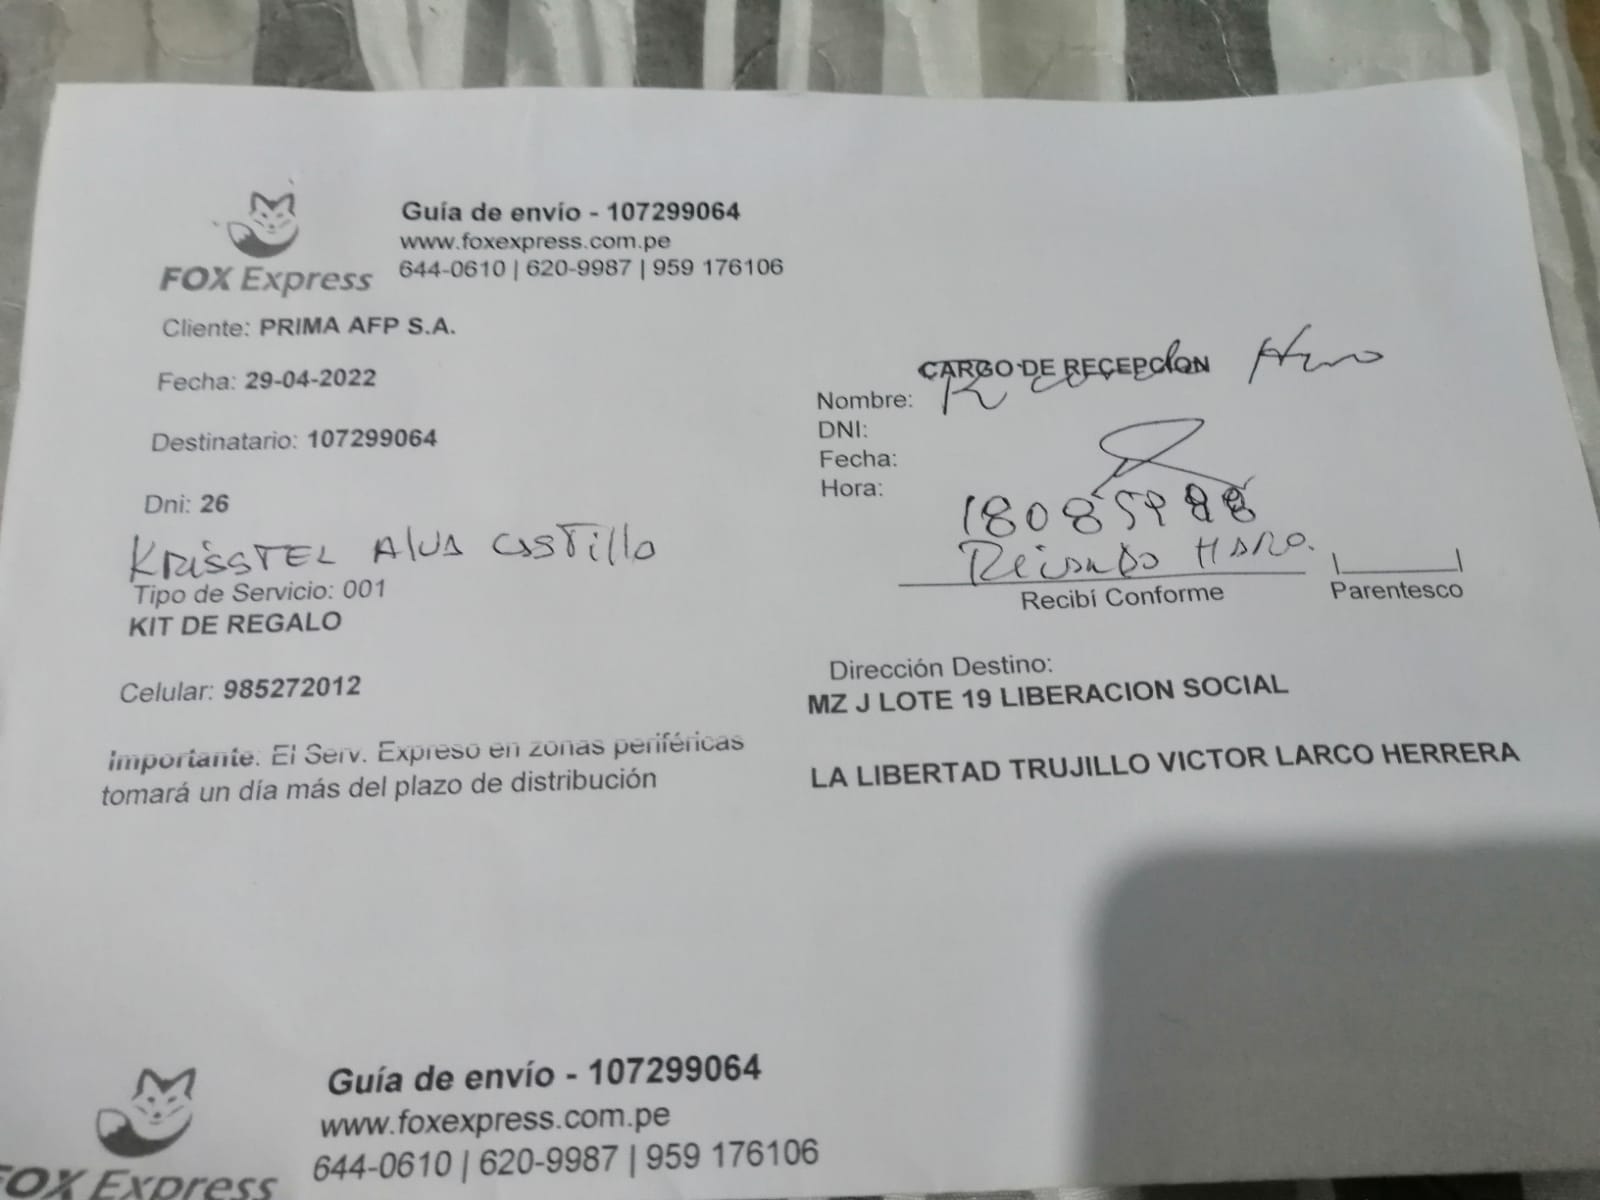 FOX Express
Guía de envío - 107299064
www.foxexpress.com.pe
644-0610 | 620-9987 | 959 176106
Cliente: PRIMA AFP S.A.
Fecha: 29-04-2022
Destinatario: 107299064
Dni: 26
KRISSTEL AlVA CASTillo
Tipo de Servicio: 001
KIT DE REGALO
Celular: 985272012
Importante: El Serv. Expreso en zonas periféricas
tomará un día más del plazo de distribución
CARGO DE RECEPCION
Nombre:
DNI:
Fecha:
Hora:
HARO.
Recibí Conforme
Parentesco
Dirección Destino:
MZ J LOTE 19 LIBERACION SOCIAL
LA LIBERTAD TRUJILLO VICTOR LARCO HERRERA
FOX Express
Guía de envío - 107299064
www.foxexpress.com.pe
644-0610 | 620-9987 | 959 176106